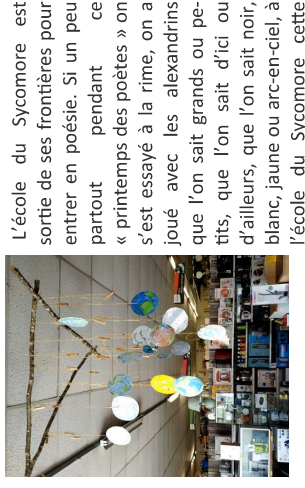 L'école du Sycomore est
sortie de ses frontières pour
entrer en poésie. Si un peu
partout pendant ce
« printemps des poètes » on
s'est essayé à la rime, on a
joué avec les alexandrins
que l'on sait grands ou pe-
tits, que l'on sait d'ici ou
d'ailleurs, que l'on sait noir,
blanc, jaune ou arc-en-ciel, à
l'école du Sycomore cette